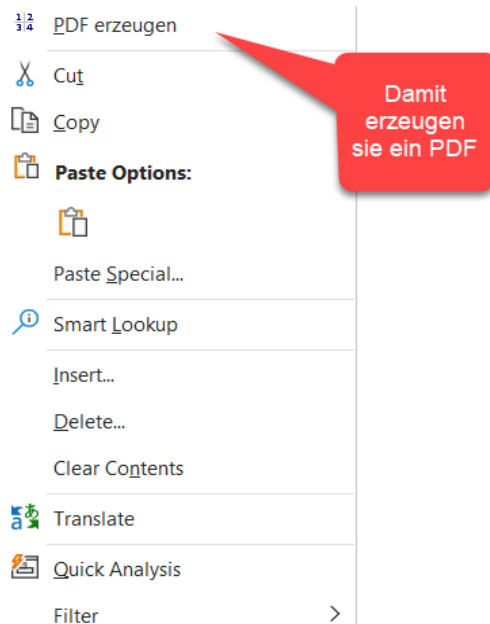 PDF erzeugen
Cut
Copy
Paste Options:
Paste Special...
Smart Lookup
Insert...
Delete...
Clear Contents
Translate
Quick Analysis
Filter
Damit
erzeugen
sie ein PDF